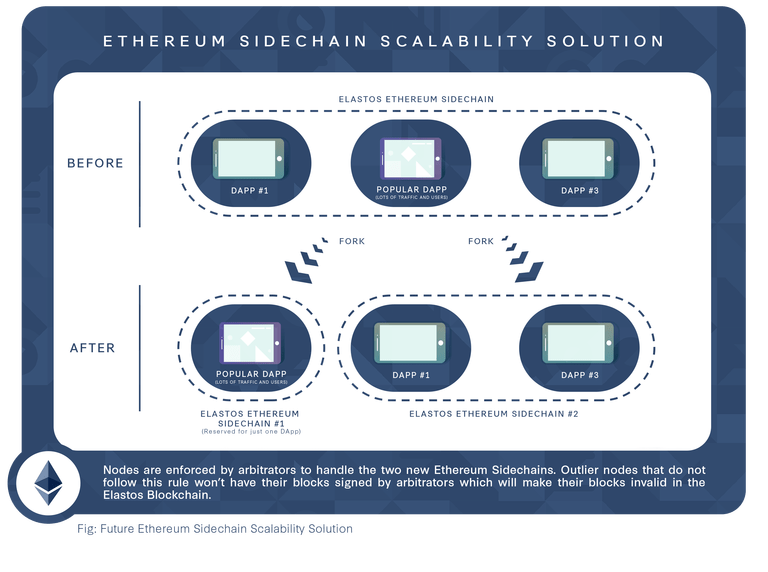 ETHEREUM SIDECHAIN SCALABILITY SOLUTION
ELASTOS ETHEREUM SIDECHAIN
BEFORE
DAPP #1
POPULAR DAPP
(LOTS OF TRAFFIC AND USERS)
DAPP #3
FORK
FORK
AFTER
POPULAR DAPP
(LOTS OF TRAFFIC AND USERS)
DAPP #1
DAPP #3
ELASTOS ETHEREUM
SIDECHAIN #1
(Reserved for just one DApp)
ELASTOS ETHEREUM SIDECHAIN #2
Nodes are enforced by arbitrators to handle the two new Ethereum Sidechains. Outlier nodes that do not
follow this rule won't have their blocks signed by arbitrators which will make their blocks invalid in the
Elastos Blockchain.
Fig: Future Ethereum Sidechain Scalability Solution